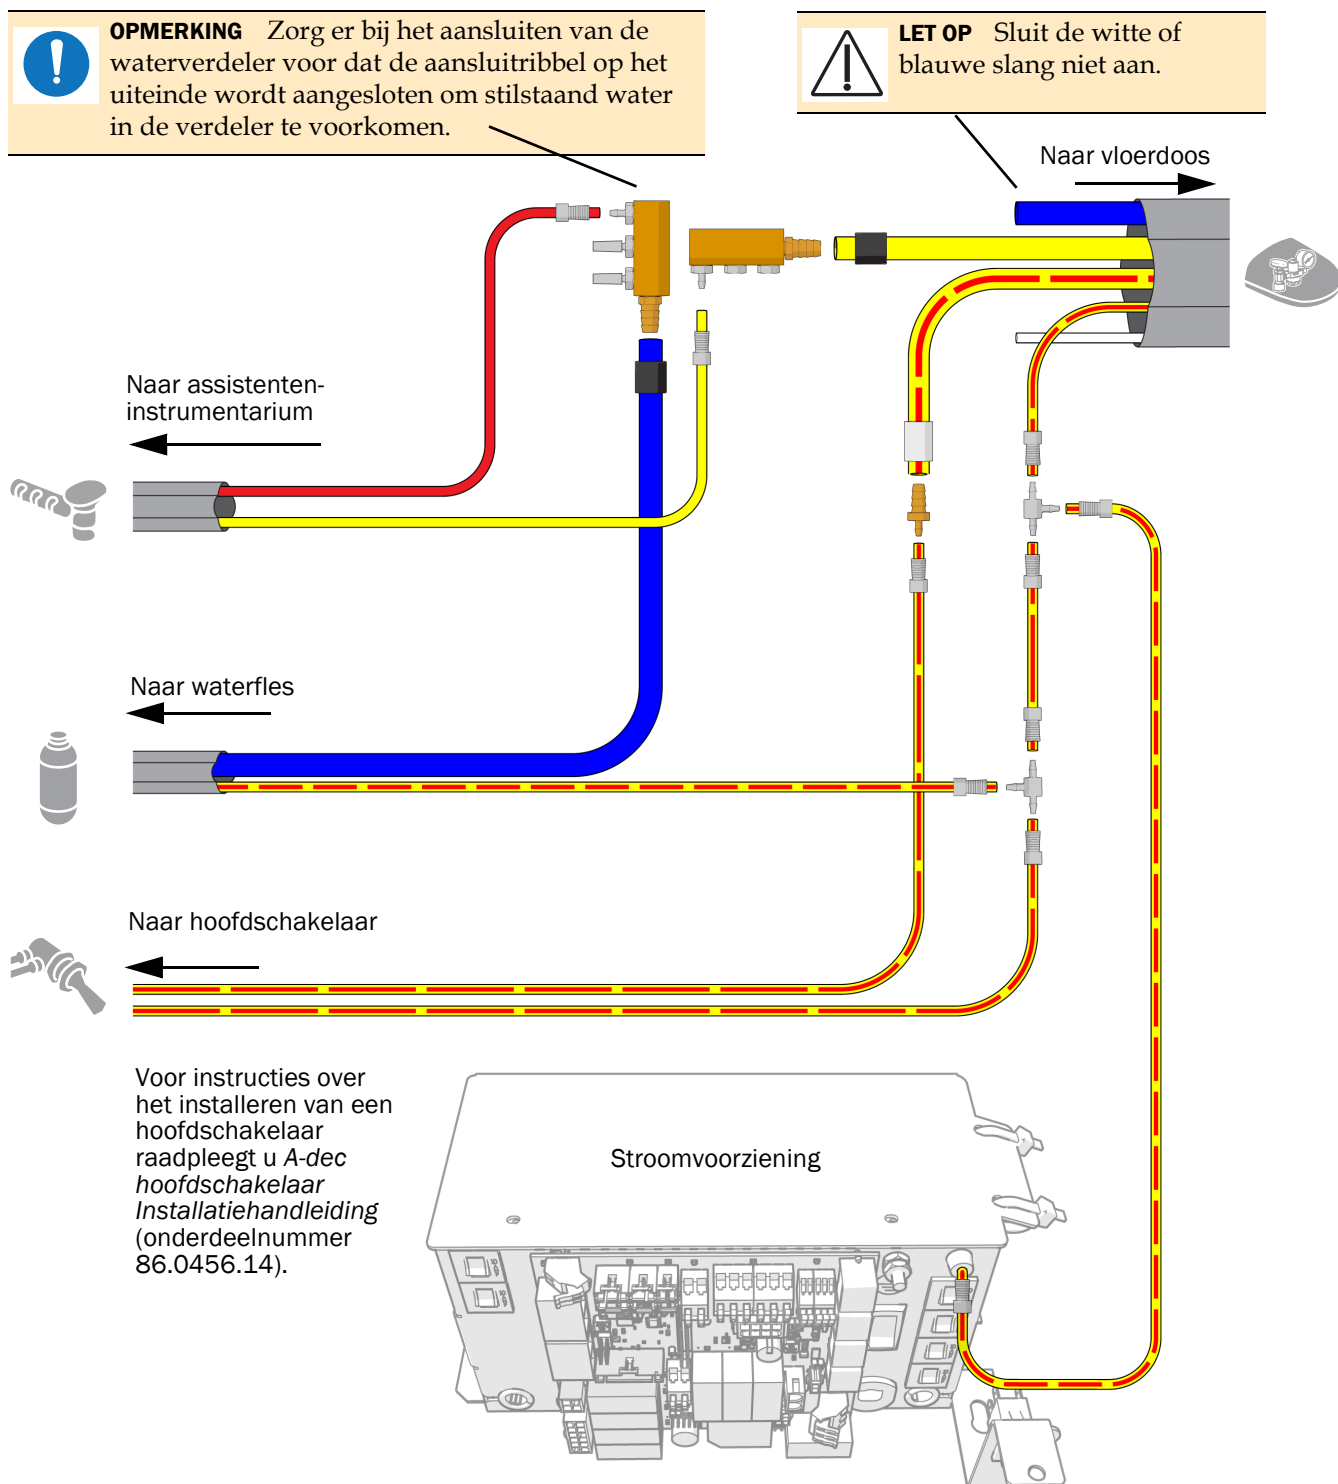 OPMERKING Zorg er bij het aansluiten van de
waterverdeler voor dat de aansluitribbel op het
uiteinde wordt aangesloten om stilstaand water
in de verdeler te voorkomen.
LET OP Sluit de witte of
blauwe slang niet aan.
Naar vloerdoos
Naar assistenten-
instrumentarium
Naar waterfles
Naar hoofdschakelaar
Voor instructies over
het installeren van een
hoofdschakelaar
raadpleegt u A-dec
hoofdschakelaar
Installatiehandleiding
(onderdeelnummer
86.0456.14).
Stroomvoorziening